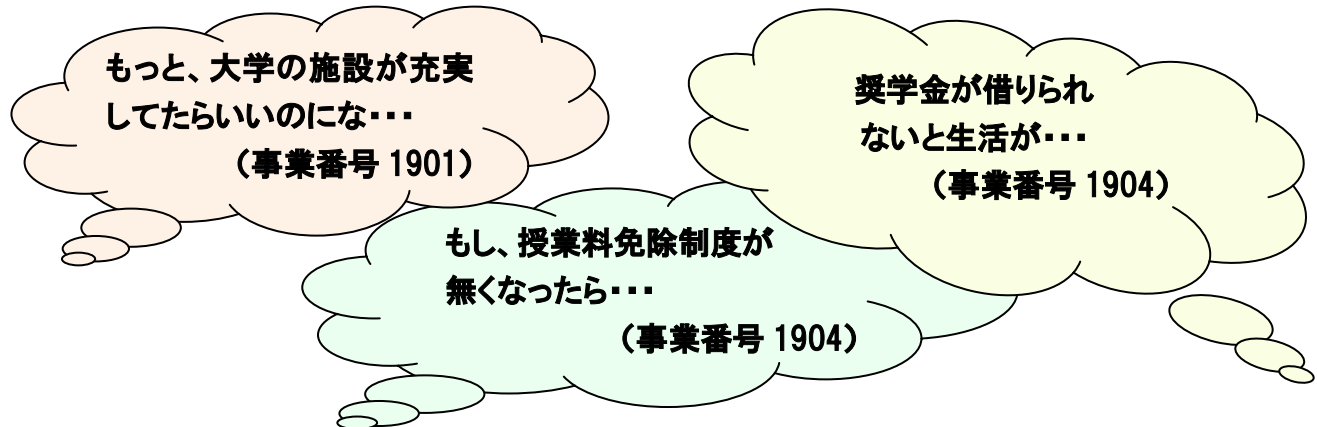 もっと、大学の施設が充実
してたらいいのにな・・・
（事業番号 1901）
奨学金が借りられ
ないと生活が・・・
（事業番号 1904）
もし、授業料免除制度が
無くなったら・・・
（事業番号 1904）